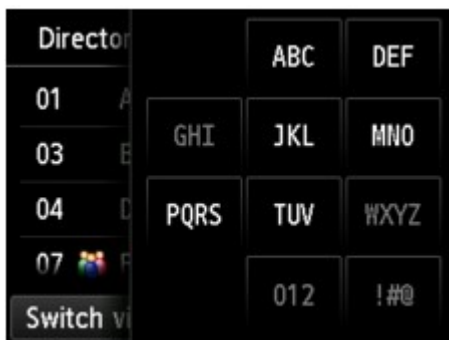 Director
ABC DEF
01 A
GHI JKL MNO
03
04
PQRS TUV WXYZ
07
012 !#@
Switch vi